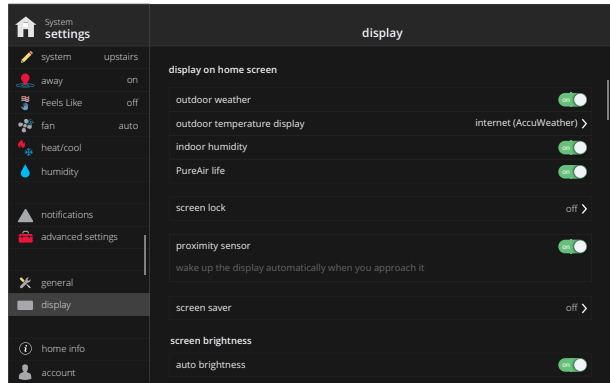 System
settings
display
system upstairs
away on
Feels Like off
fan auto
heat/cool
humidity
notifications
advanced settings
general
display
home info
account
display on home screen
outdoor weather on
outdoor temperature display internet (AccuWeather)
indoor humidity on
PureAir life on
screen lock off
proximity sensor on
wake up the display automatically when you approach it
screen saver off
screen brightness
auto brightness on